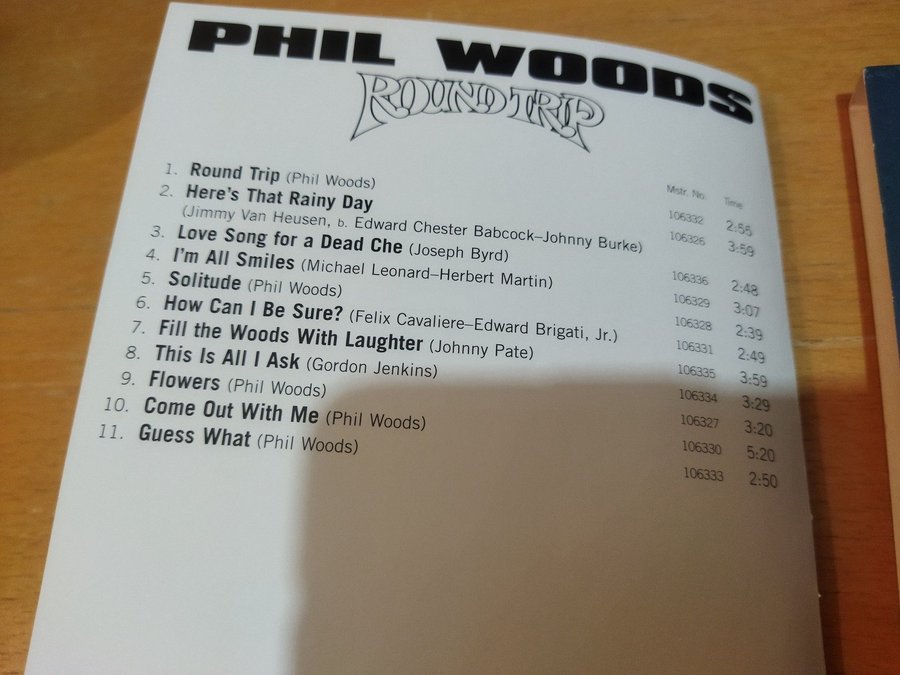 PHIL WOODS
ROUND TRIP
Mstr. No. Time
1. Round Trip (Phil Woods) 106332 2:55
2. Here's That Rainy Day
(Jimmy Van Heusen, b. Edward Chester Babcock–Johnny Burke) 106326 3:59
3. Love Song for a Dead Che (Joseph Byrd) 106336 2:48
4. I'm All Smiles (Michael Leonard–Herbert Martin) 106329 3:07
5. Solitude (Phil Woods) 106328 2:39
6. How Can I Be Sure? (Felix Cavaliere–Edward Brigati, Jr.) 106331 2:49
7. Fill the Woods With Laughter (Johnny Pate) 106335 3:59
8. This Is All I Ask (Gordon Jenkins) 106334 3:29
9. Flowers (Phil Woods) 106327 3:20
10. Come Out With Me (Phil Woods) 106330 5:20
11. Guess What (Phil Woods) 106333 2:50